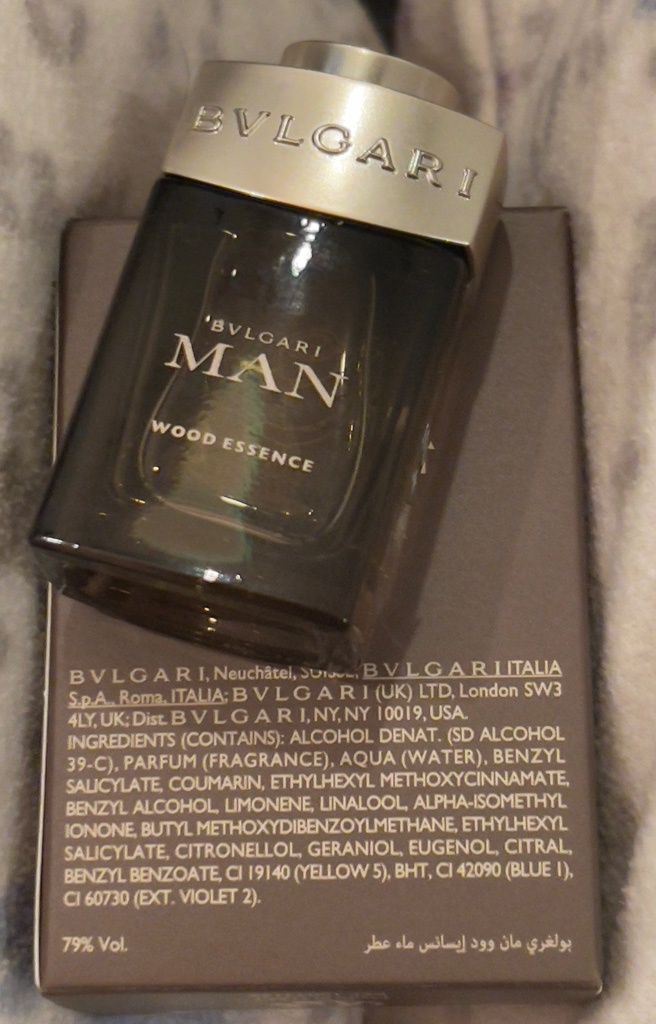 BVLGARI
BVLGARI
MAN
WOOD ESSENCE
BVLGARI, Neuchâtel, BVLGARI ITALIA
S.p.A., Roma, ITALIA; BVLGARI (UK) LTD, London SW3
4LY, UK; Dist. BVLGARI, NY, NY 10019, USA.
INGREDIENTS (CONTAINS): ALCOHOL DENAT. (SD ALCOHOL
39-C), PARFUM (FRAGRANCE), AQUA (WATER), BENZYL
SALICYLATE, COUMARIN, ETHYLHEXYL METHOXYCINNAMATE,
BENZYL ALCOHOL, LIMONENE, LINALOOL, ALPHA-ISOMETHYL
IONONE, BUTYL METHOXYDIBENZOYLMETHANE, ETHYLHEXYL
SALICYLATE, CITRONELLOL, GERANIOL, EUGENOL, CITRAL,
BENZYL BENZOATE, CI 19140 (YELLOW 5), BHT, CI 42090 (BLUE 1),
CI 60730 (EXT. VIOLET 2).
79% Vol.
بولغري مان وود إيسانس ماء عطر